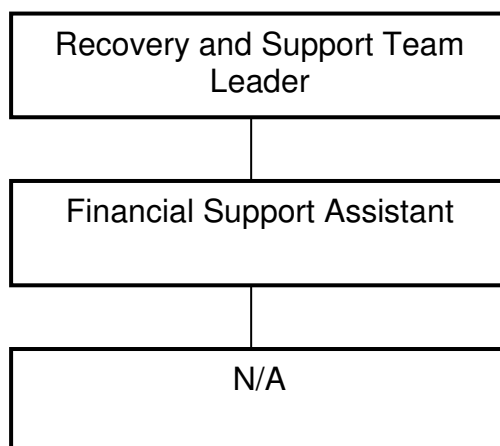 Recovery and Support Team
Leader
Financial Support Assistant
N/A